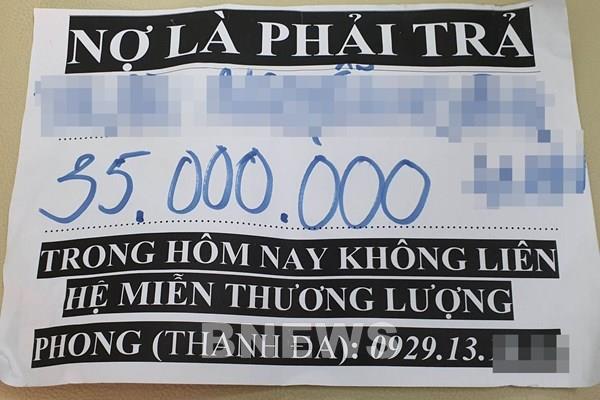 NỢ LÀ PHẢI TRẢ
35.000.000
TRONG HÔM NAY KHÔNG LIÊN
HỆ MIỄN THƯƠNG LƯỢNG
PHONG (THANH ĐA): 0929.13.
BNEWS